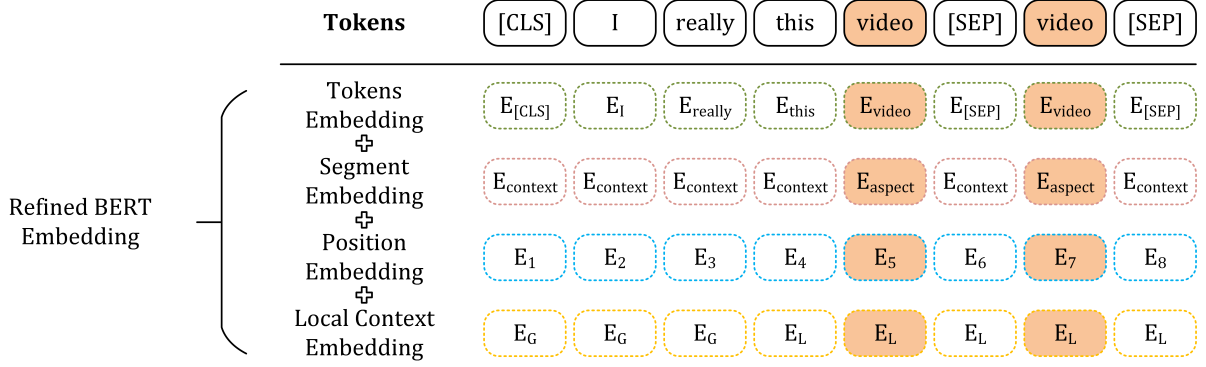 Tokens [CLS] I really this video [SEP] video [SEP]
Tokens
Embedding
E[CLS] EI Ereally Ethis Evideo E[SEP] Evideo E[SEP]
Segment
Embedding
Econtext Econtext Econtext Econtext Easpect Econtext Easpect Econtext
Refined BERT
Embedding
Position
Embedding
E1 E2 E3 E4 E5 E6 E7 E8
Local Context
Embedding
EG EG EG EL EL EL EL EL